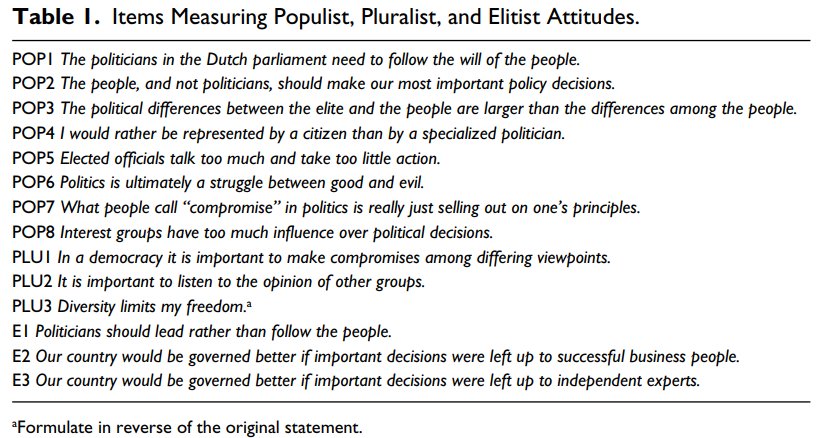 Table 1. Items Measuring Populist, Pluralist, and Elitist Attitudes.
POP1 The politicians in the Dutch parliament need to follow the will of the people.
POP2 The people, and not politicians, should make our most important policy decisions.
POP3 The political differences between the elite and the people are larger than the differences among the people.
POP4 I would rather be represented by a citizen than by a specialized politician.
POP5 Elected officials talk too much and take too little action.
POP6 Politics is ultimately a struggle between good and evil.
POP7 What people call “compromise” in politics is really just selling out on one’s principles.
POP8 Interest groups have too much influence over political decisions.
PLU1 In a democracy it is important to make compromises among differing viewpoints.
PLU2 It is important to listen to the opinion of other groups.
PLU3 Diversity limits my freedom.ᵃ
E1 Politicians should lead rather than follow the people.
E2 Our country would be governed better if important decisions were left up to successful business people.
E3 Our country would be governed better if important decisions were left up to independent experts.
ᵃFormulate in reverse of the original statement.